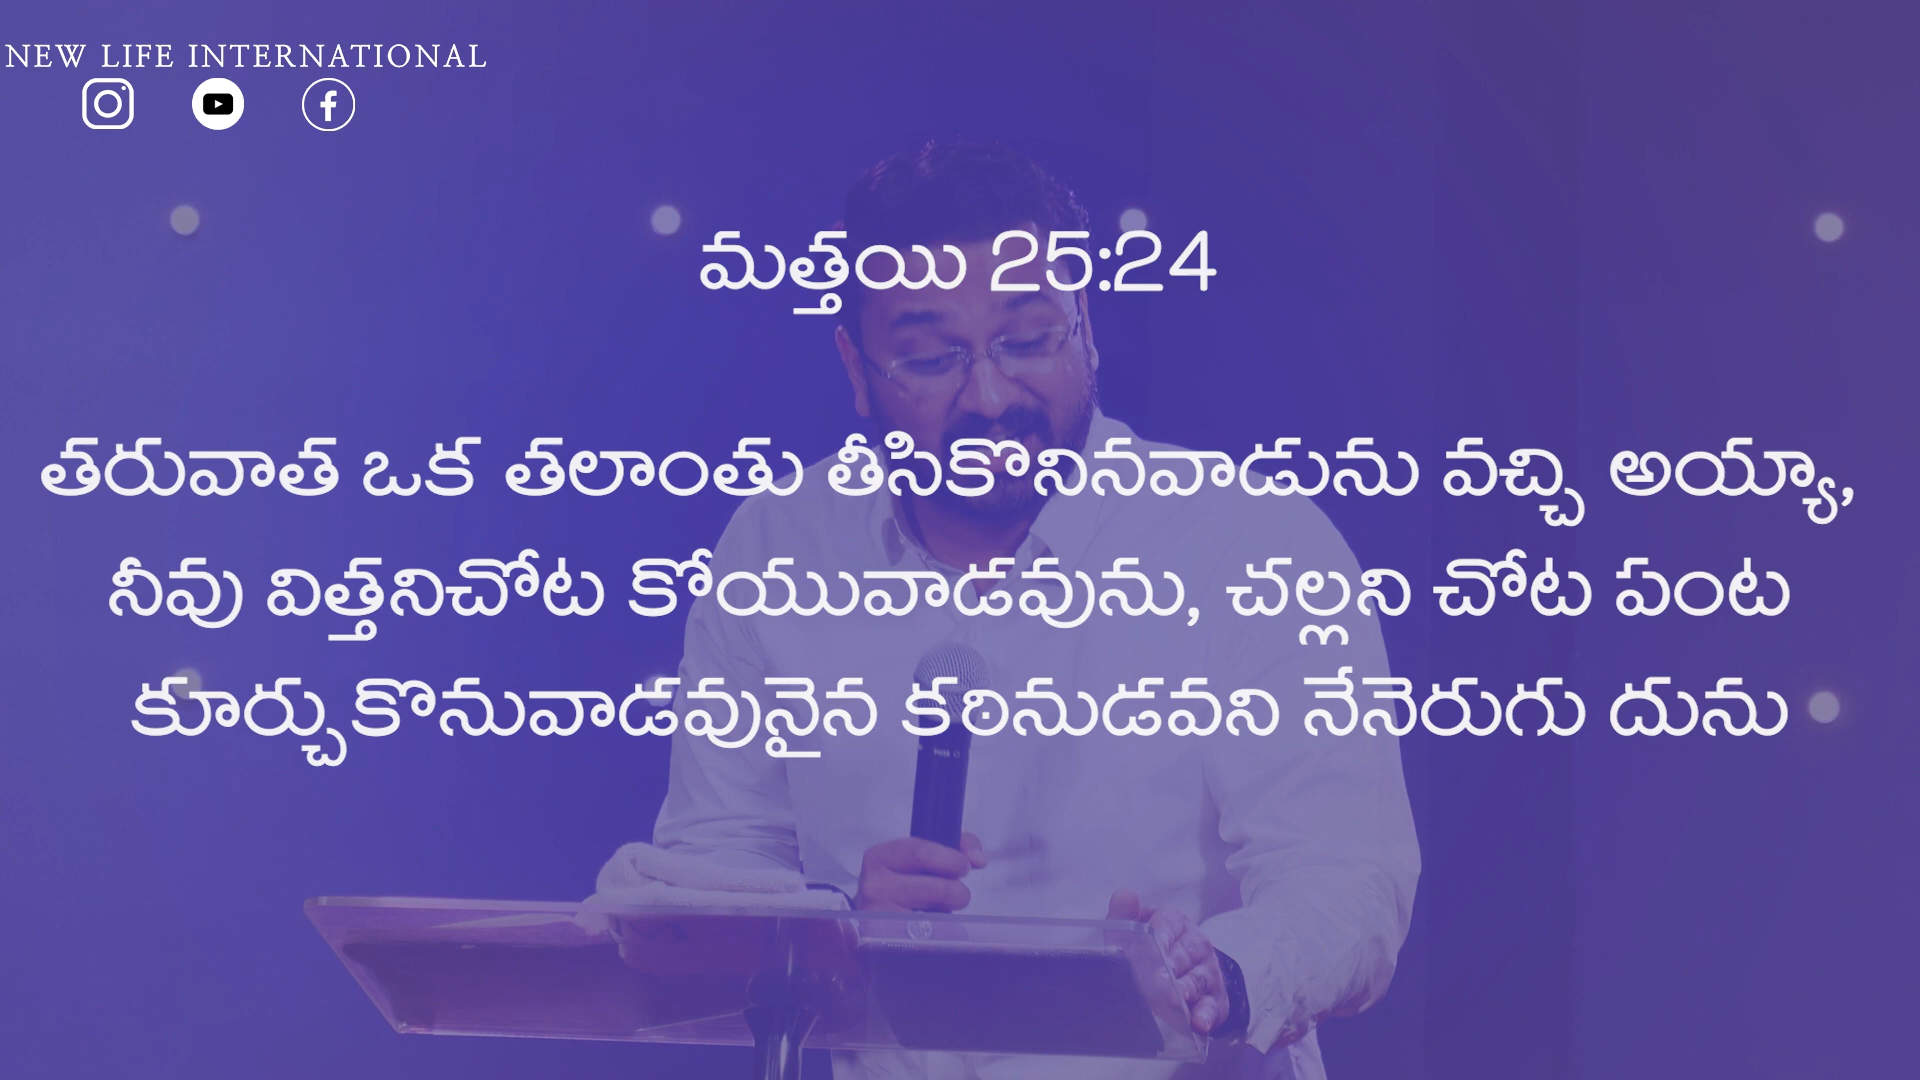 NEW LIFE INTERNATIONAL
మత్తయి 25:24
తరువాత ఒక తలాంతు తీసికొనినవాడును వచ్చి అయ్యా,
నీవు విత్తనిచోట కోయువాడవును, చల్లని చోట పంట
కూర్చుకొనువాడవునైన కఠినుడవని నేనెరుగు దును